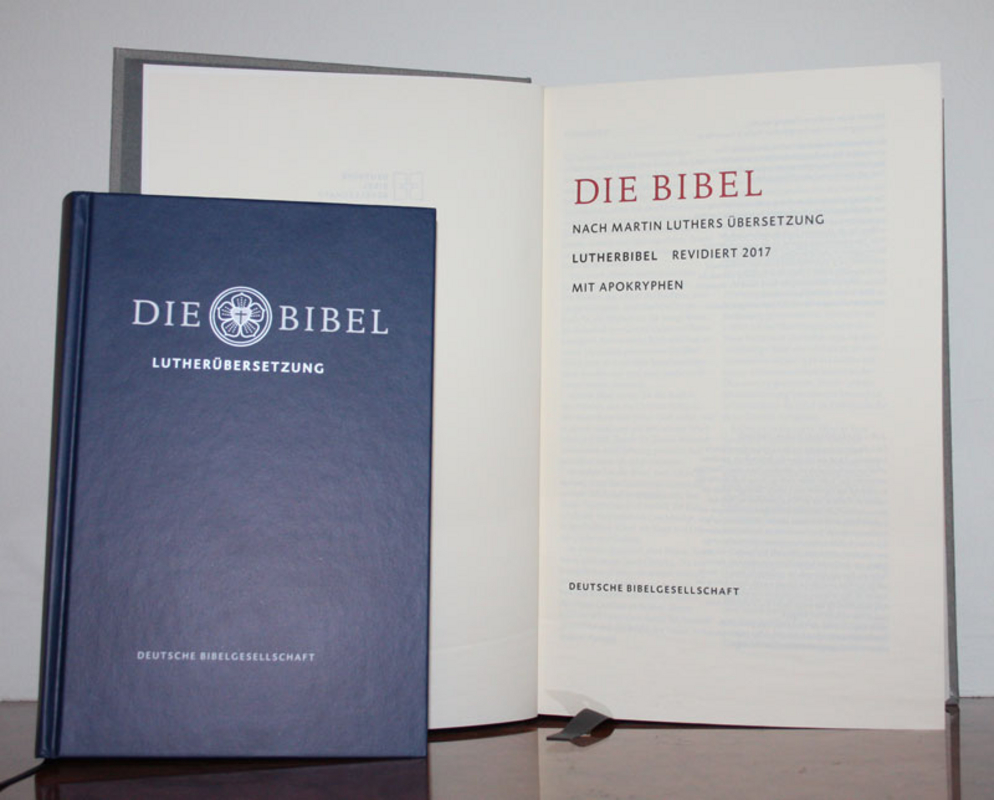 DIE BIBEL
LUTHERÜBERSETZUNG
DEUTSCHE BIBELGESELLSCHAFT
DIE BIBEL
NACH MARTIN LUTHERS ÜBERSETZUNG
LUTHERBIBEL REVIDIERT 2017
MIT APOKRYPHEN
DEUTSCHE BIBELGESELLSCHAFT